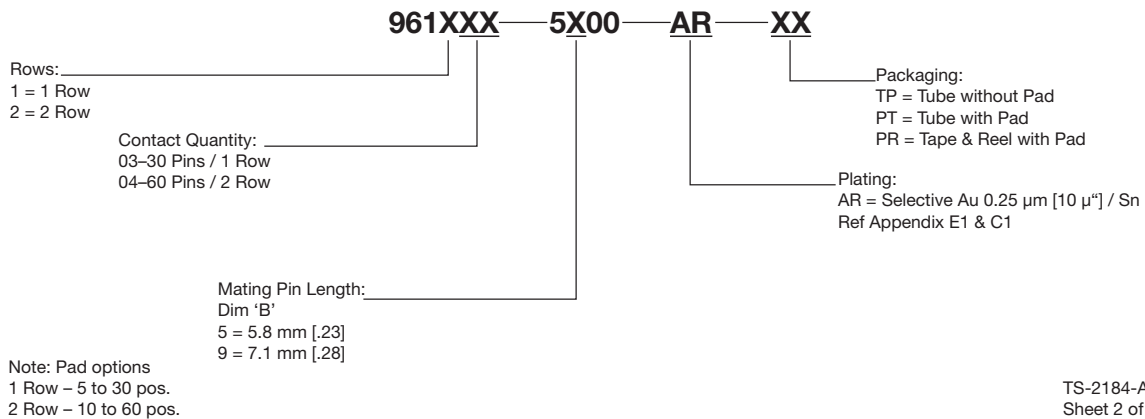 961XXX 5X00 AR XX
Rows:
1 = 1 Row
2 = 2 Row
Contact Quantity:
03–30 Pins / 1 Row
04–60 Pins / 2 Row
Packaging:
TP = Tube without Pad
PT = Tube with Pad
PR = Tape & Reel with Pad
Plating:
AR = Selective Au 0.25 µm [10 µ“] / Sn
Ref Appendix E1 & C1
Mating Pin Length:
Dim ‘B’
5 = 5.8 mm [.23]
9 = 7.1 mm [.28]
Note: Pad options
1 Row – 5 to 30 pos.
2 Row – 10 to 60 pos.
TS-2184-A
Sheet 2 of